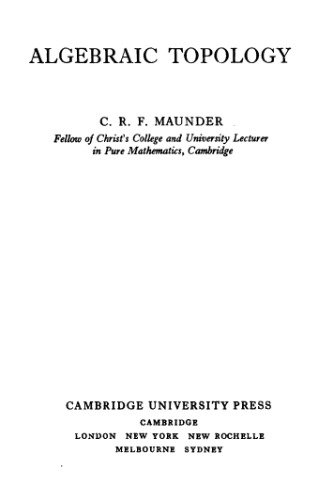 ALGEBRAIC TOPOLOGY
C. R. F. MAUNDER
Fellow of Christ's College and University Lecturer
in Pure Mathematics, Cambridge
CAMBRIDGE UNIVERSITY PRESS
CAMBRIDGE
LONDON NEW YORK NEW ROCHELLE
MELBOURNE SYDNEY